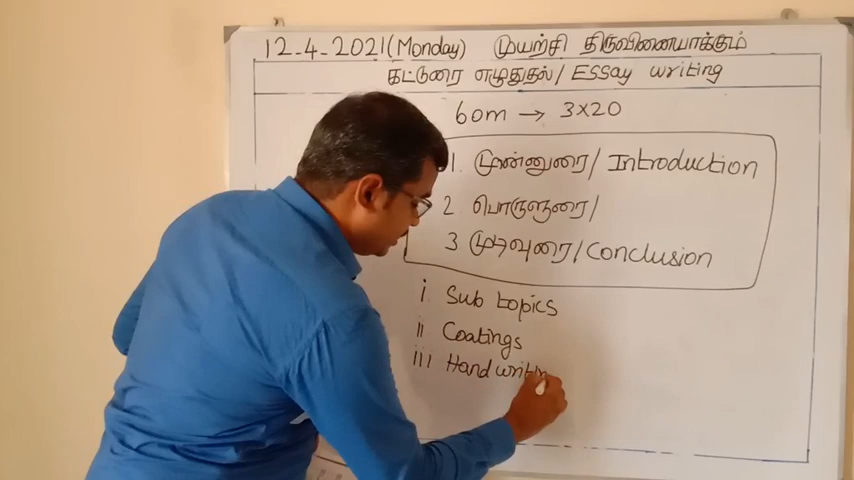 12-4-2021(Monday) முயற்சி திருவினையாக்கும்
கட்டுரை எழுதுதல்/ ESSay writing
60m → 3x20
1. முன்னுரை/ Introduction
2. பொருளுரை/
3 முடிவுரை/Conclusion
i Sub topics
ii Coatings
iii Hand writin